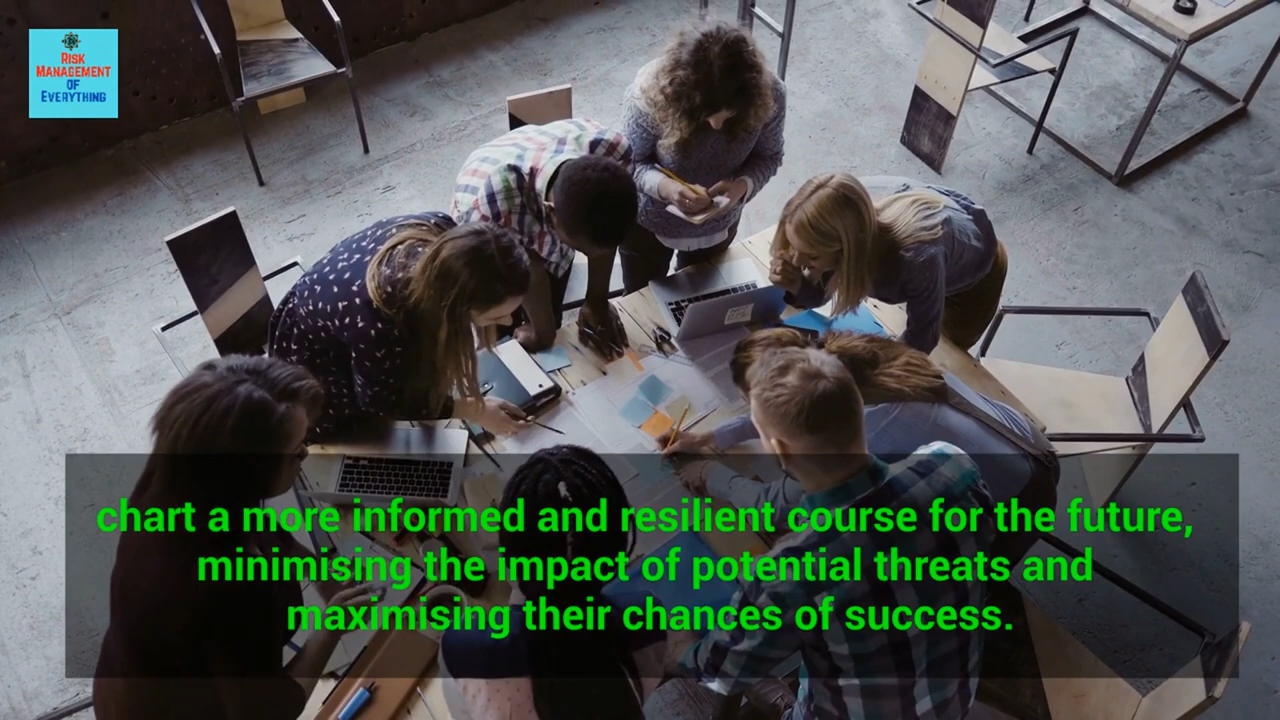 Risk
Management
of
Everything
chart a more informed and resilient course for the future,
minimising the impact of potential threats and
maximising their chances of success.